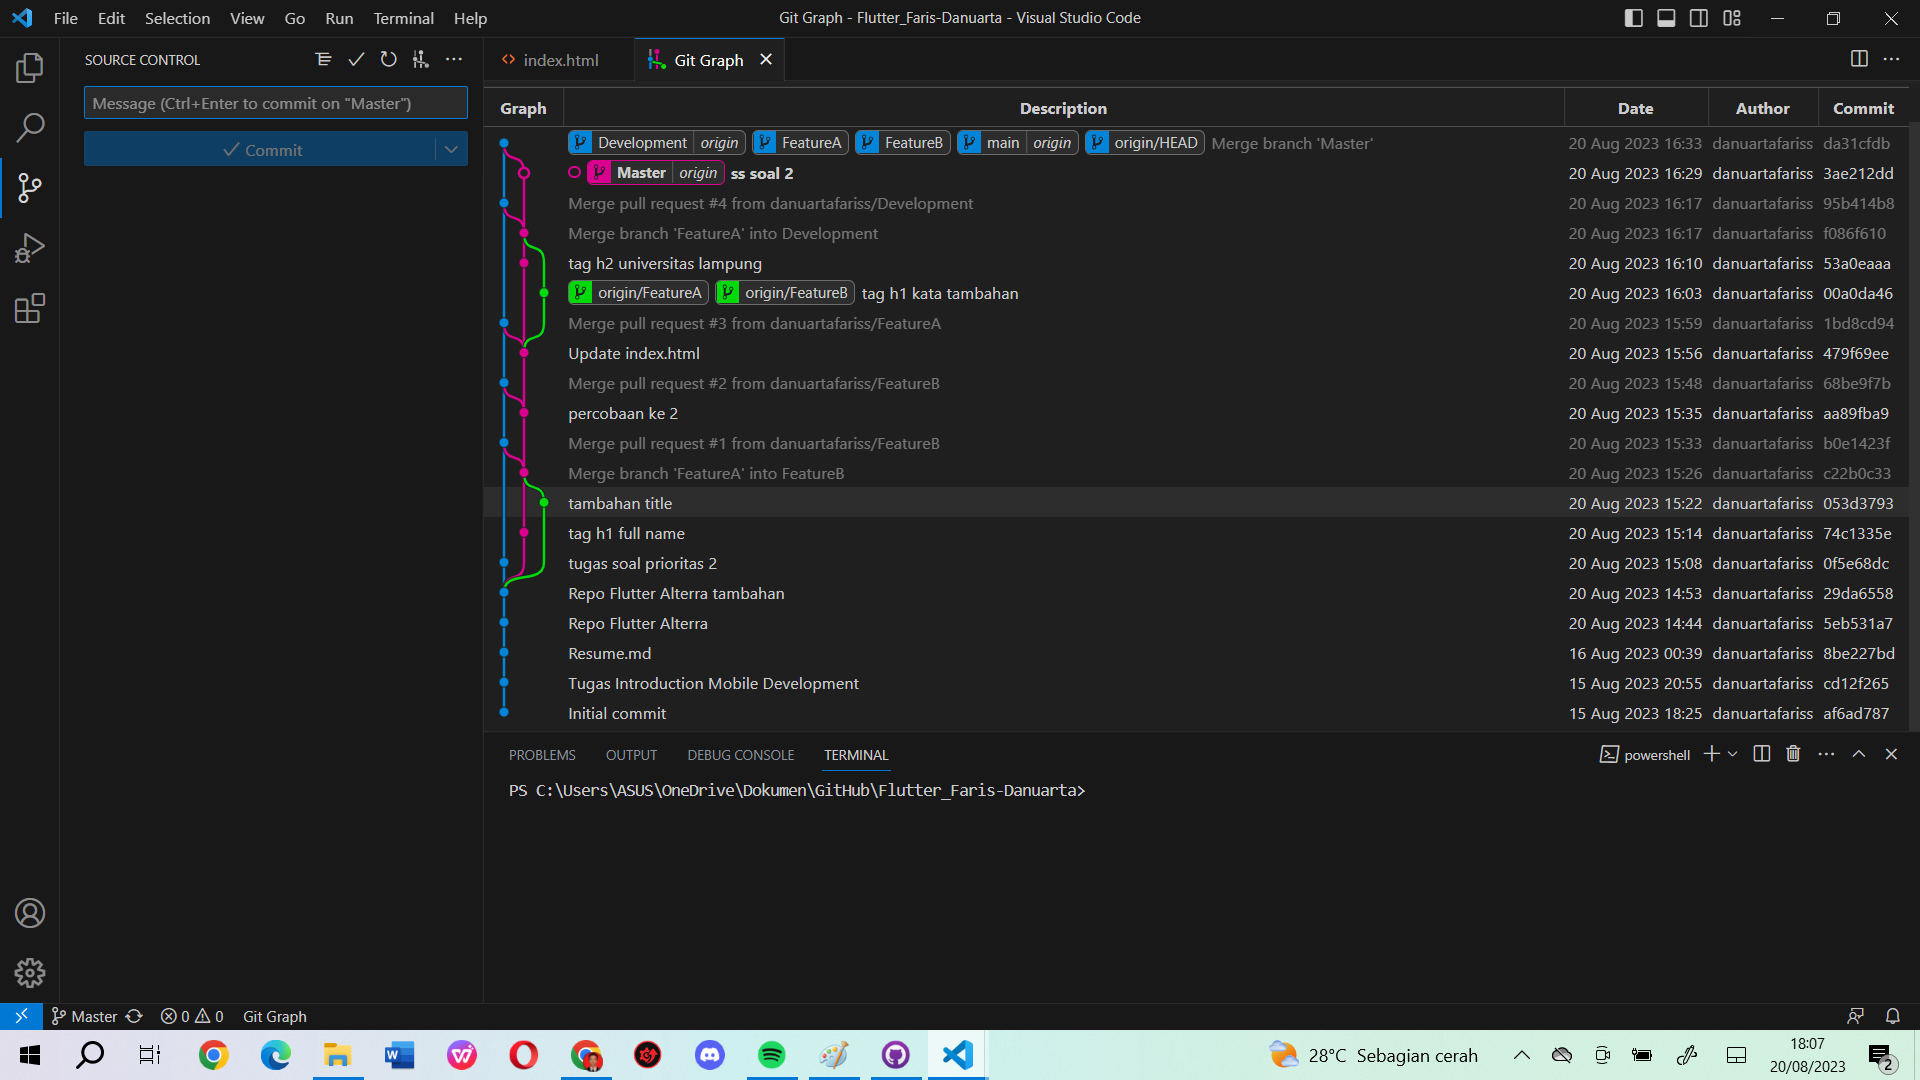 File Edit Selection View Go Run Terminal Help
Git Graph - Flutter_Faris-Danuarta - Visual Studio Code
SOURCE CONTROL
Message (Ctrl+Enter to commit on "Master")
Commit
index.html
Git Graph
Graph Description Date Author Commit
Development origin FeatureA FeatureB main origin origin/HEAD Merge branch 'Master' 20 Aug 2023 16:33 danuartafariss da31cfdb
Master origin ss soal 2 20 Aug 2023 16:29 danuartafariss 3ae212dd
Merge pull request #4 from danuartafariss/Development 20 Aug 2023 16:17 danuartafariss 95b414b8
Merge branch 'FeatureA' into Development 20 Aug 2023 16:17 danuartafariss f086f610
tag h2 universitas lampung 20 Aug 2023 16:10 danuartafariss 53a0eaaa
origin/FeatureA origin/FeatureB tag h1 kata tambahan 20 Aug 2023 16:03 danuartafariss 00a0da46
Merge pull request #3 from danuartafariss/FeatureA 20 Aug 2023 15:59 danuartafariss 1bd8cd94
Update index.html 20 Aug 2023 15:56 danuartafariss 479f69ee
Merge pull request #2 from danuartafariss/FeatureB 20 Aug 2023 15:48 danuartafariss 68be9f7b
percobaan ke 2 20 Aug 2023 15:35 danuartafariss aa89fba9
Merge pull request #1 from danuartafariss/FeatureB 20 Aug 2023 15:33 danuartafariss b0e1423f
Merge branch 'FeatureA' into FeatureB 20 Aug 2023 15:26 danuartafariss c22b0c33
tambahan title 20 Aug 2023 15:22 danuartafariss 053d3793
tag h1 full name 20 Aug 2023 15:14 danuartafariss 74c1335e
tugas soal prioritas 2 20 Aug 2023 15:08 danuartafariss 0f5e68dc
Repo Flutter Alterra tambahan 20 Aug 2023 14:53 danuartafariss 29da6558
Repo Flutter Alterra 20 Aug 2023 14:44 danuartafariss 5eb531a7
Resume.md 16 Aug 2023 00:39 danuartafariss 8be227bd
Tugas Introduction Mobile Development 15 Aug 2023 20:55 danuartafariss cd12f265
Initial commit 15 Aug 2023 18:25 danuartafariss af6ad787
PROBLEMS OUTPUT DEBUG CONSOLE TERMINAL
powershell
PS C:\Users\ASUS\OneDrive\Dokumen\GitHub\Flutter_Faris-Danuarta>
Master 0 0 Git Graph
28°C Sebagian cerah
18:07
20/08/2023
2